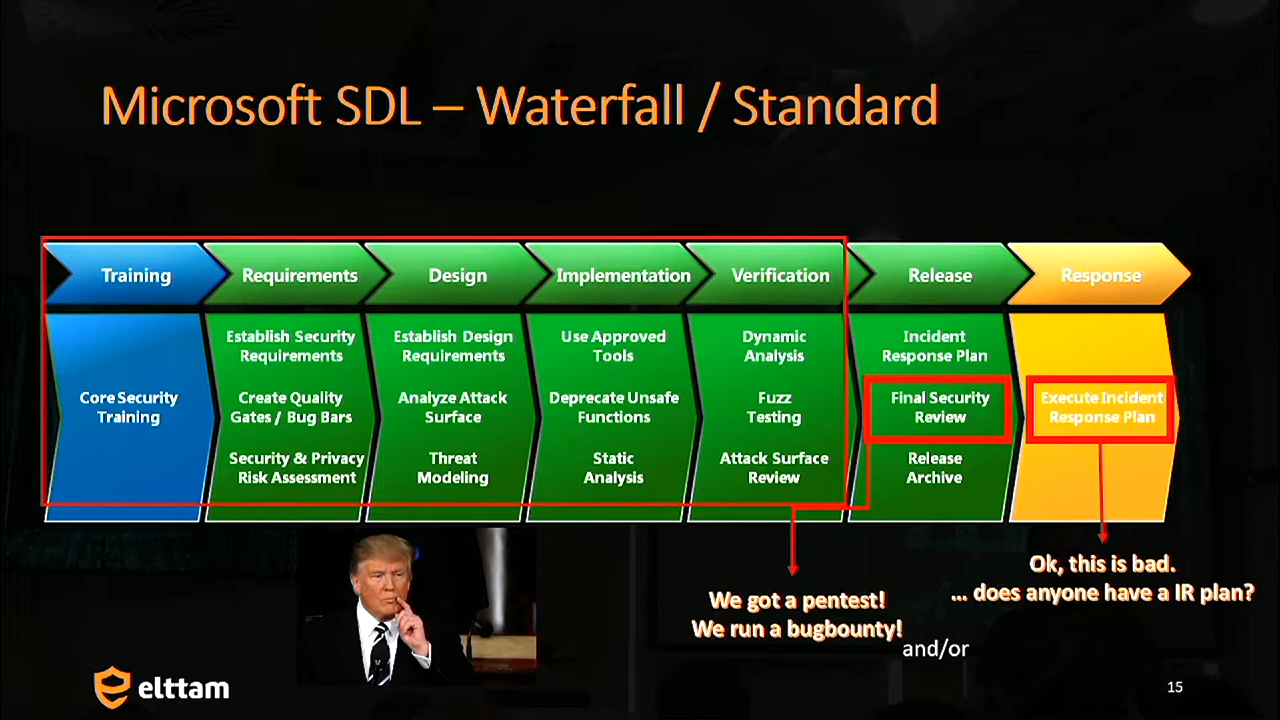 Microsoft SDL – Waterfall / Standard
Training
Requirements
Design
Implementation
Verification
Release
Response
Core Security
Training
Establish Security
Requirements
Create Quality
Gates / Bug Bars
Security & Privacy
Risk Assessment
Establish Design
Requirements
Analyze Attack
Surface
Threat
Modeling
Use Approved
Tools
Deprecate Unsafe
Functions
Static
Analysis
Dynamic
Analysis
Fuzz
Testing
Attack Surface
Review
Incident
Response Plan
Final Security
Review
Release
Archive
Execute Incident
Response Plan
We got a pentest!
We run a bugbounty!
and/or
Ok, this is bad.
... does anyone have a IR plan?
elttam
15